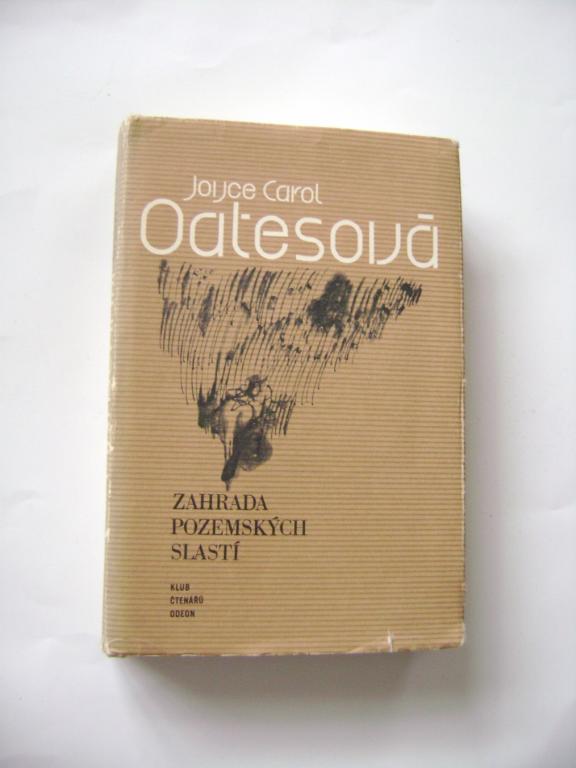 Joyce Carol
Oatesová
ZAHRADA
POZEMSKÝCH
SLASTÍ
KLUB
ČTENÁŘŮ
ODEON